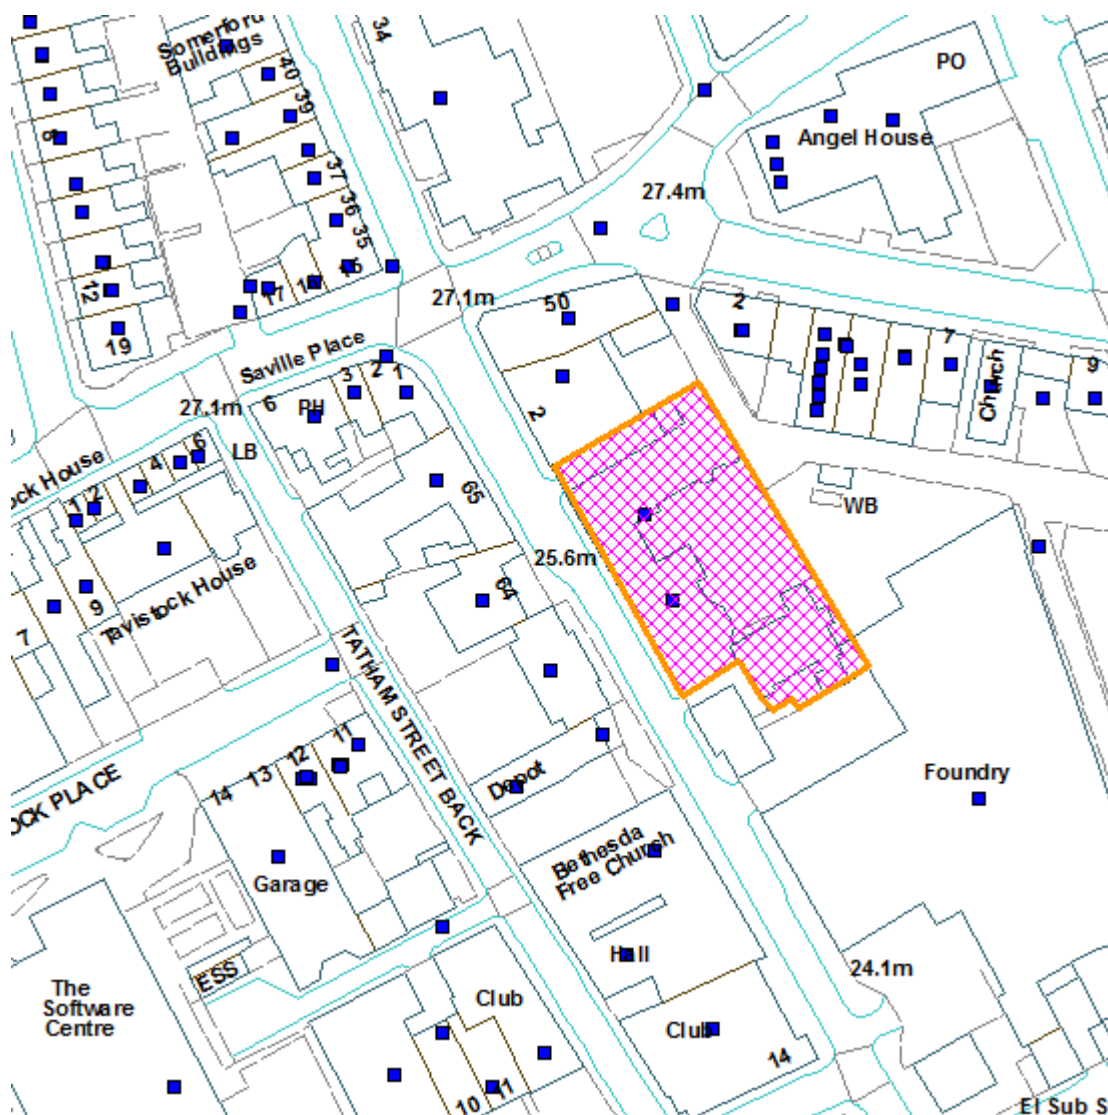 Somerford
Buildings
34
PO
Angel House
40
39
9
37
36
35
27.4m
12
17
16
15
27.1m
50
2
7
9
Church
19
Saville Place
3
2
1
6
PH
27.1m
2
LB
6
4
2
1
ock House
65
WB
25.6m
64
Tavistock House
9
7
TATHAM STREET BACK
11
12
13
14
OCK PLACE
Depot
Foundry
Bethesda
Free Church
Garage
Hall
ESS
24.1m
The
Software
Centre
Club
Club
14
10
11
El Sub S